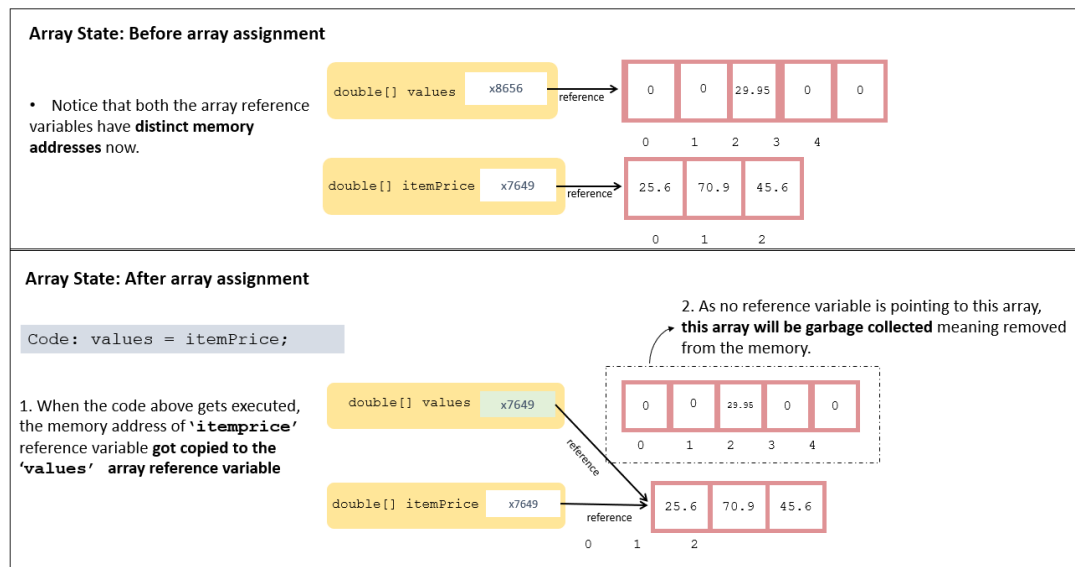 Array State: Before array assignment
• Notice that both the array reference
variables have distinct memory
addresses now.
double[] values x8656
reference
0 0 29.95 0 0
0 1 2 3 4
double[] itemPrice x7649
reference
25.6 70.9 45.6
0 1 2
Array State: After array assignment
Code: values = itemPrice;
2. As no reference variable is pointing to this array,
this array will be garbage collected meaning removed
from the memory.
1. When the code above gets executed,
the memory address of ‘itemprice’
reference variable got copied to the
‘values’ array reference variable
double[] values x7649
reference
0 0 29.95 0 0
0 1 2 3 4
double[] itemPrice x7649
reference
25.6 70.9 45.6
0 1 2